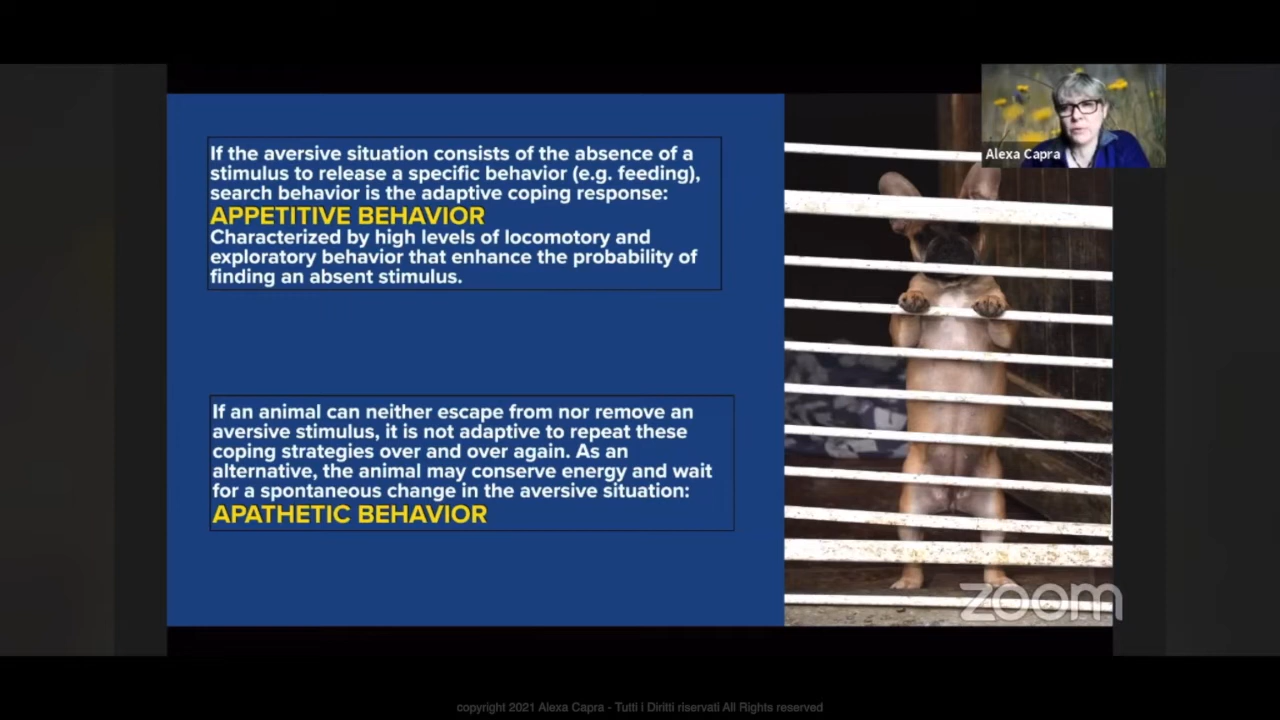 Alexa Capra
If the aversive situation consists of the absence of a
stimulus to release a specific behavior (e.g. feeding),
search behavior is the adaptive coping response:
APPETITIVE BEHAVIOR
Characterized by high levels of locomotory and
exploratory behavior that enhance the probability of
finding an absent stimulus.
If an animal can neither escape from nor remove an
aversive stimulus, it is not adaptive to repeat these
coping strategies over and over again. As an
alternative, the animal may conserve energy and wait
for a spontaneous change in the aversive situation:
APATHETIC BEHAVIOR
zoom
copyright 2021 Alexa Capra - Tutti i Diritti riservati All Rights reserved